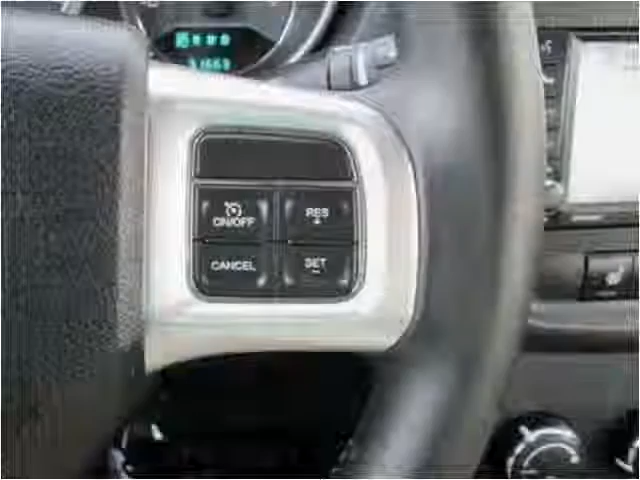 ON/OFF
RES
+
CANCEL
SET
-